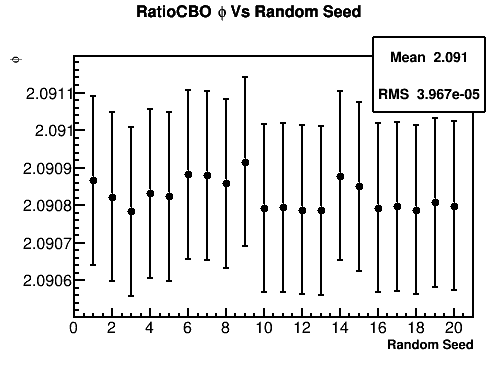 RatioCBO ϕ Vs Random Seed
Mean 2.091
RMS 3.967e-05
ϕ
2.0911
2.091
2.0909
2.0908
2.0907
2.0906
0 2 4 6 8 10 12 14 16 18 20
Random Seed